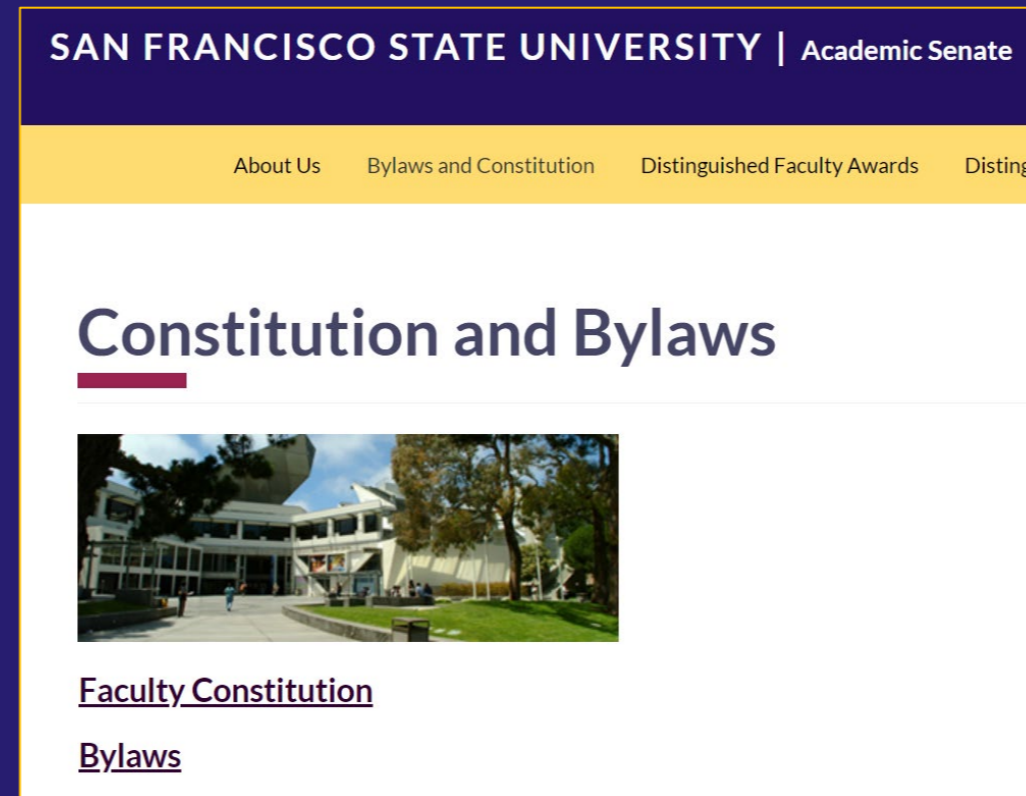 SAN FRANCISCO STATE UNIVERSITY | Academic Senate
About Us Bylaws and Constitution Distinguished Faculty Awards Disting
Constitution and Bylaws
Faculty Constitution
Bylaws